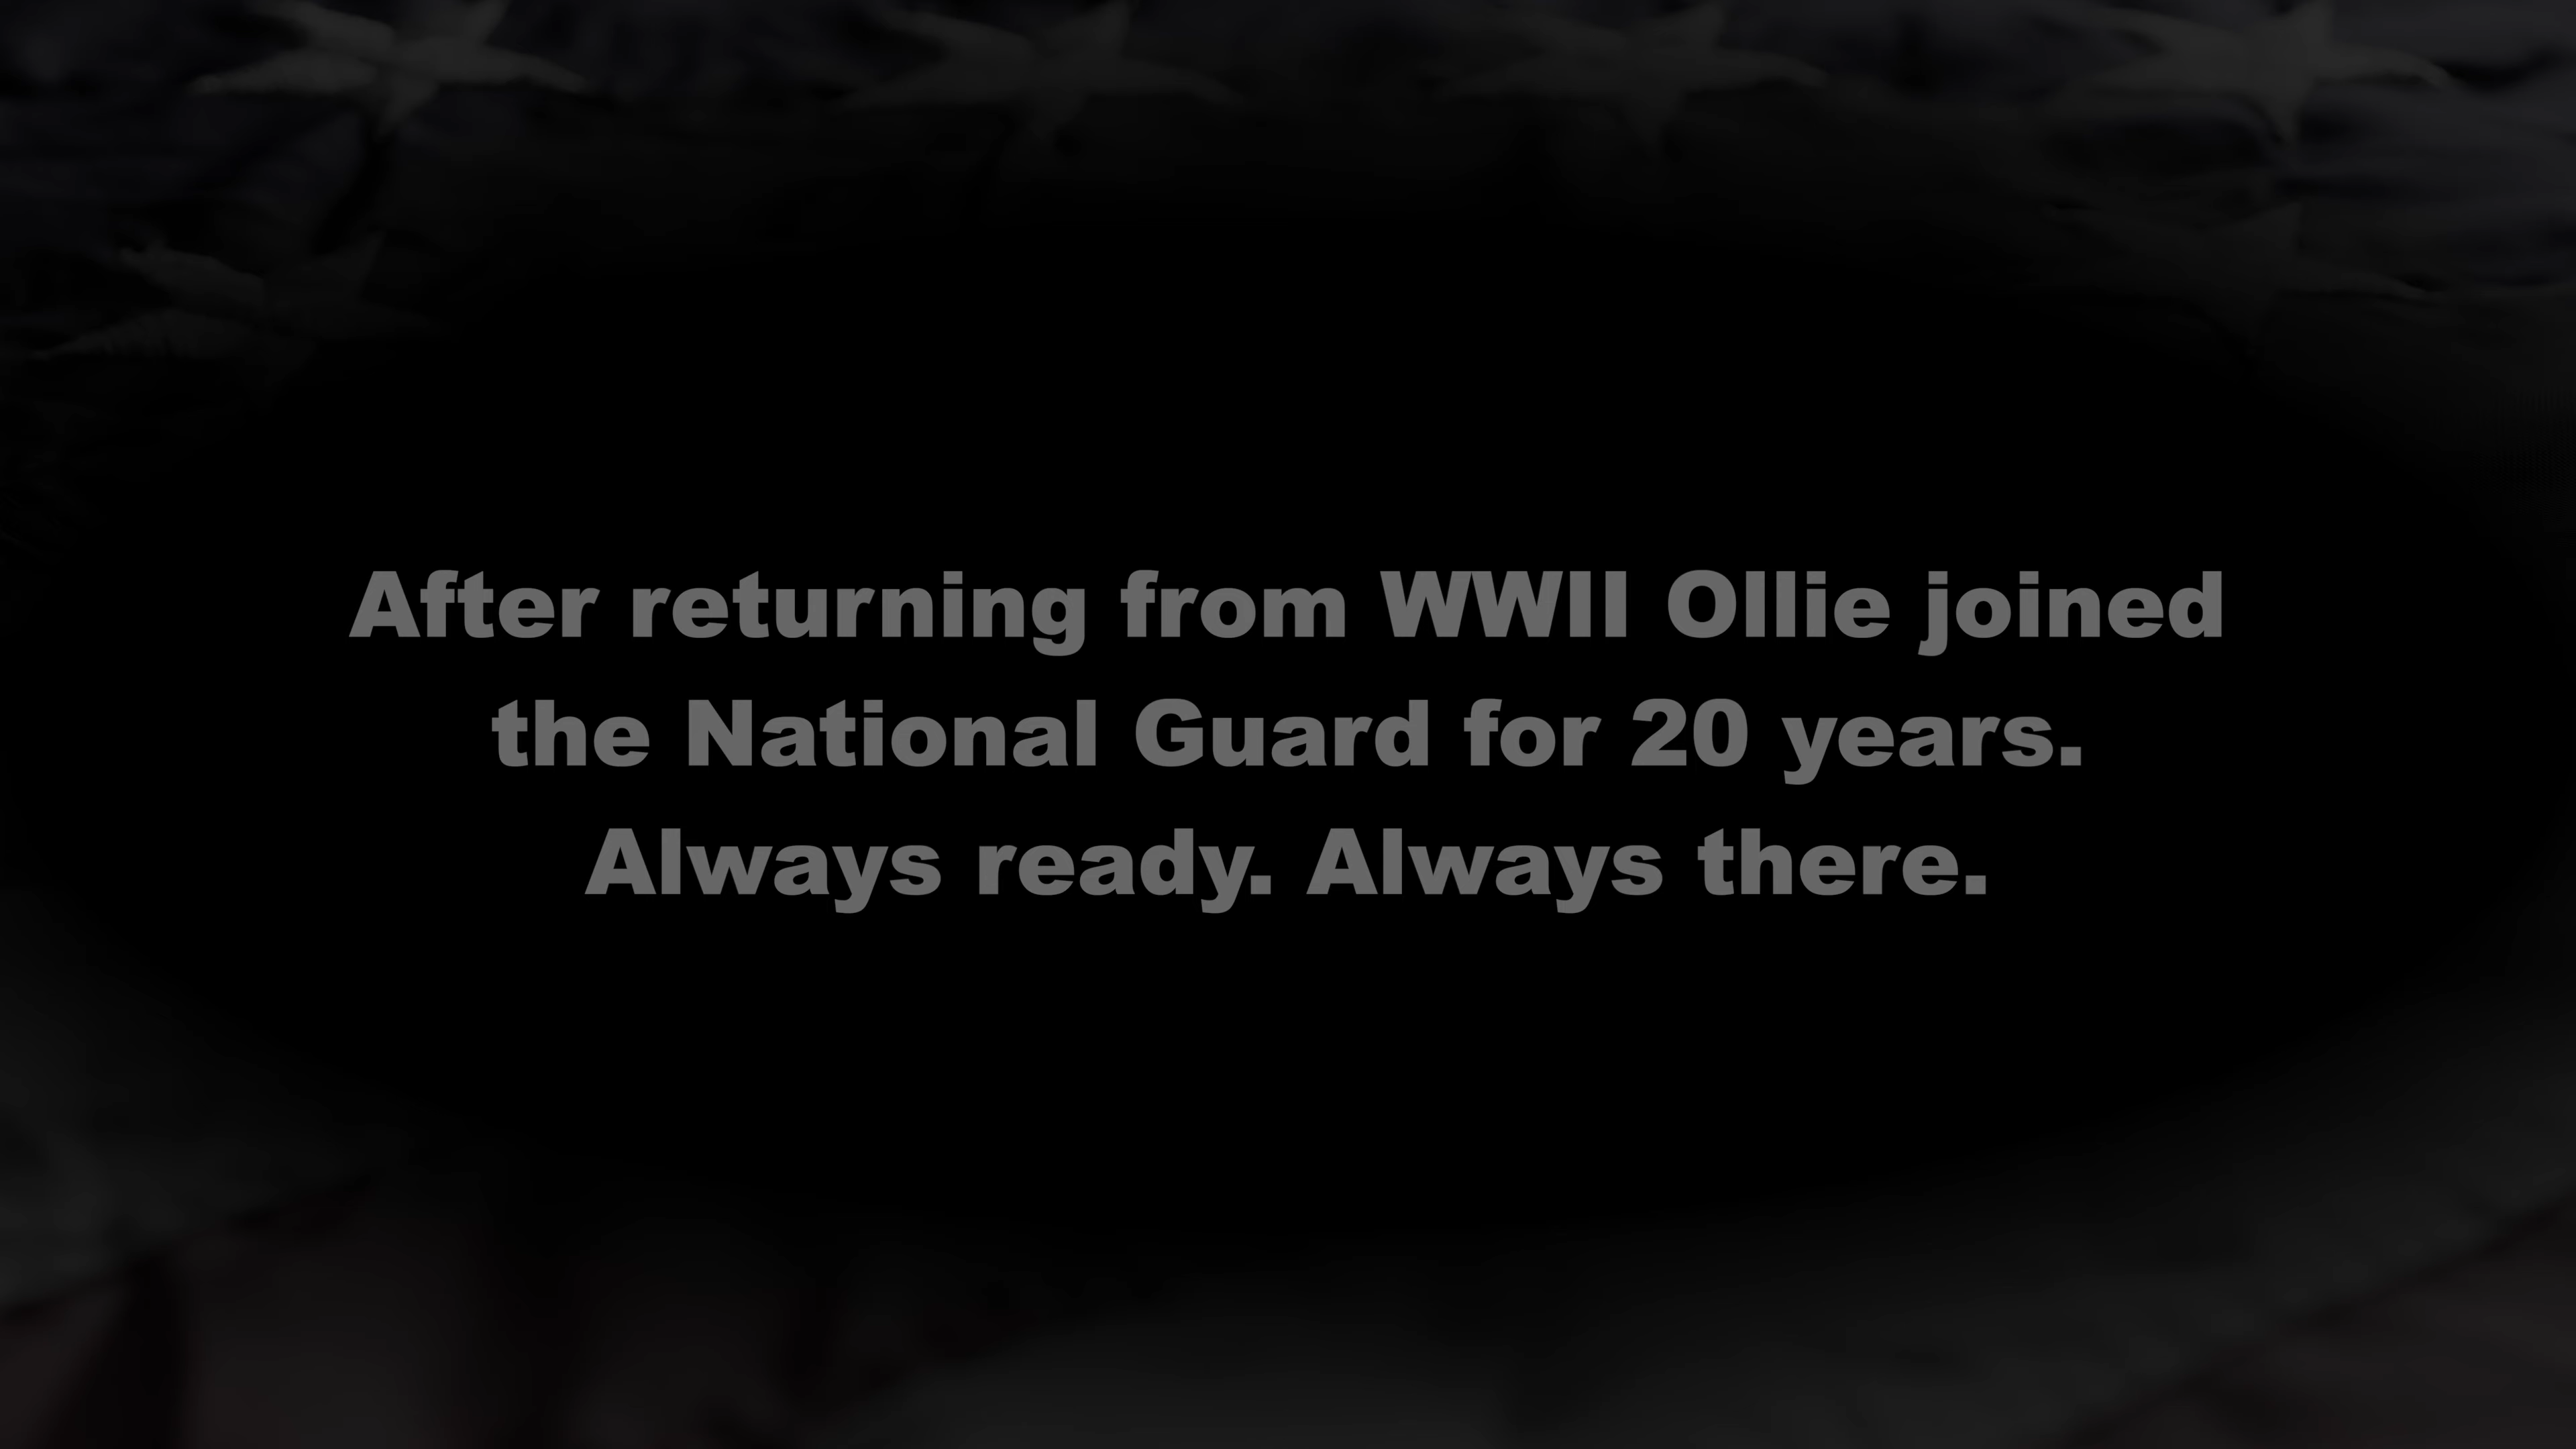 After returning from WWII Ollie joined
the National Guard for 20 years.
Always ready. Always there.